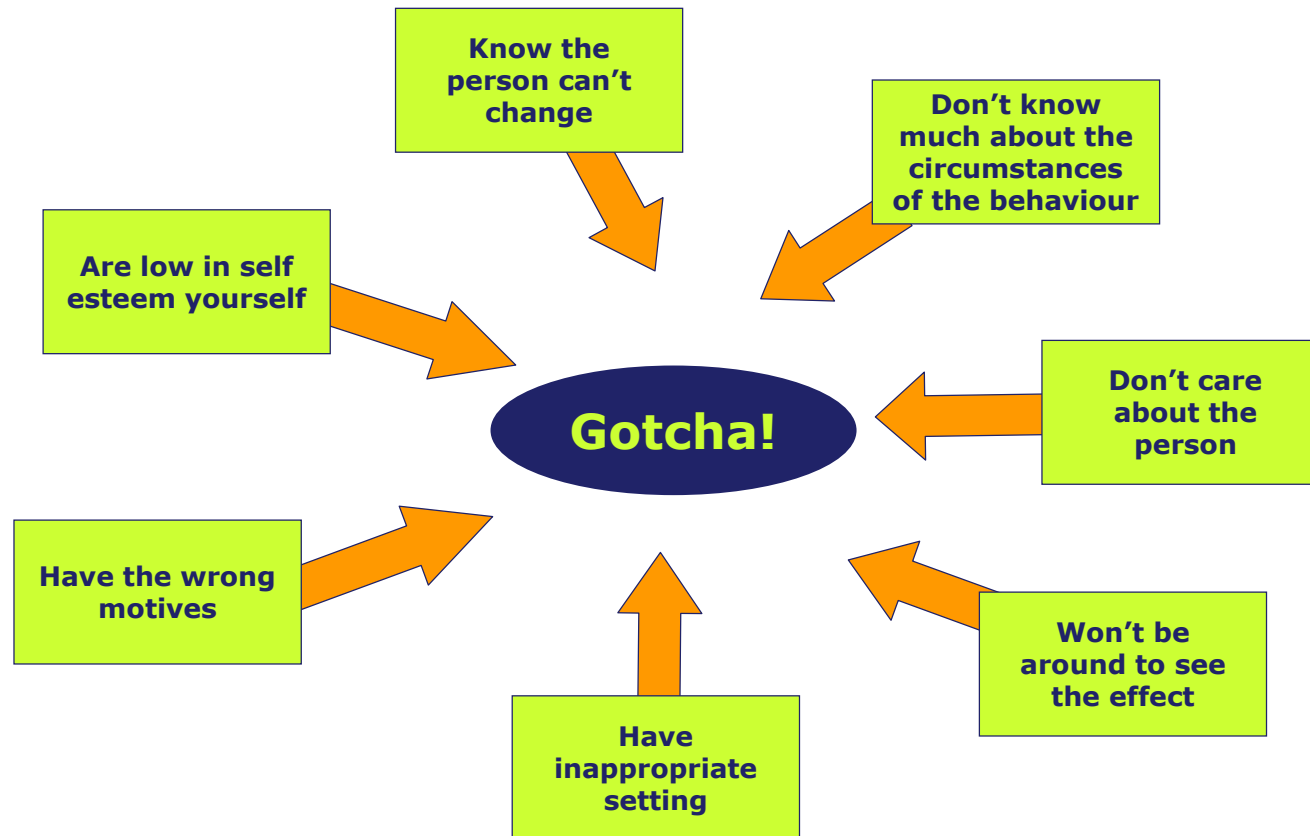 Know the
person can’t
change
Don’t know
much about the
circumstances
of the behaviour
Are low in self
esteem yourself
Don’t care
about the
person
Gotcha!
Have the wrong
motives
Won’t be
around to see
the effect
Have
inappropriate
setting